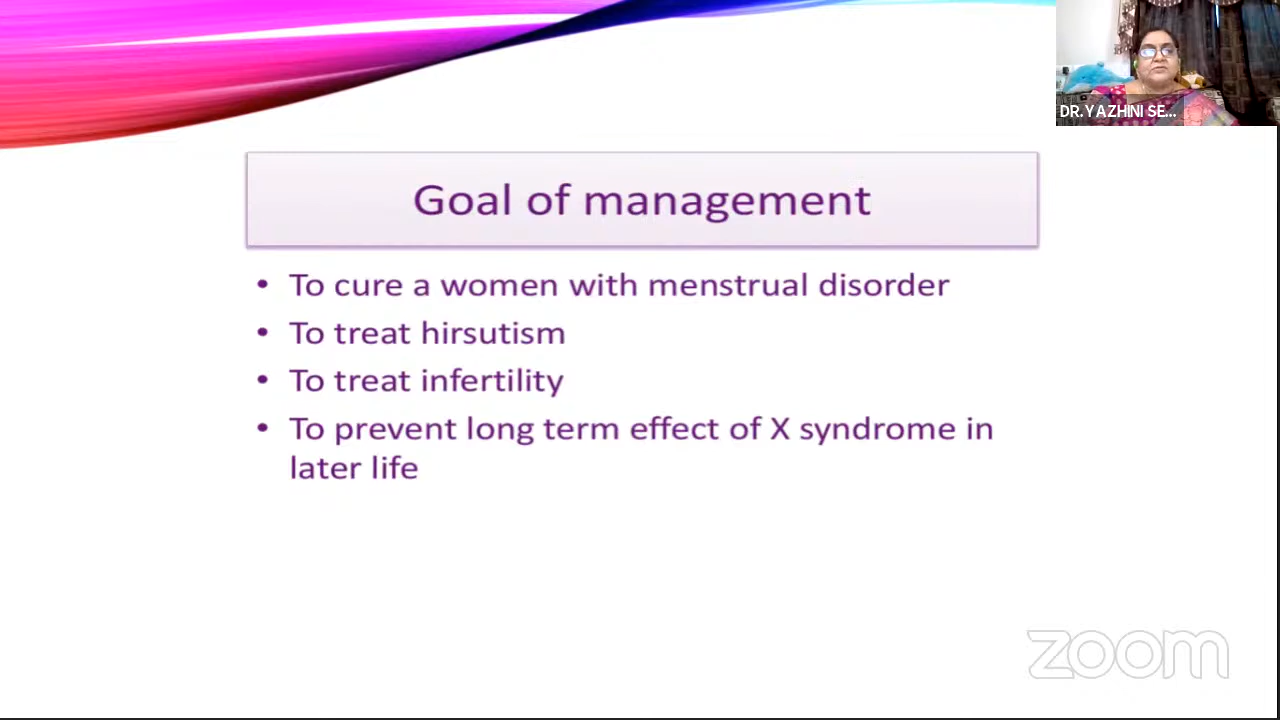 DR.YAZHINI SE...
Goal of management
• To cure a women with menstrual disorder
• To treat hirsutism
• To treat infertility
• To prevent long term effect of X syndrome in
later life
zoom